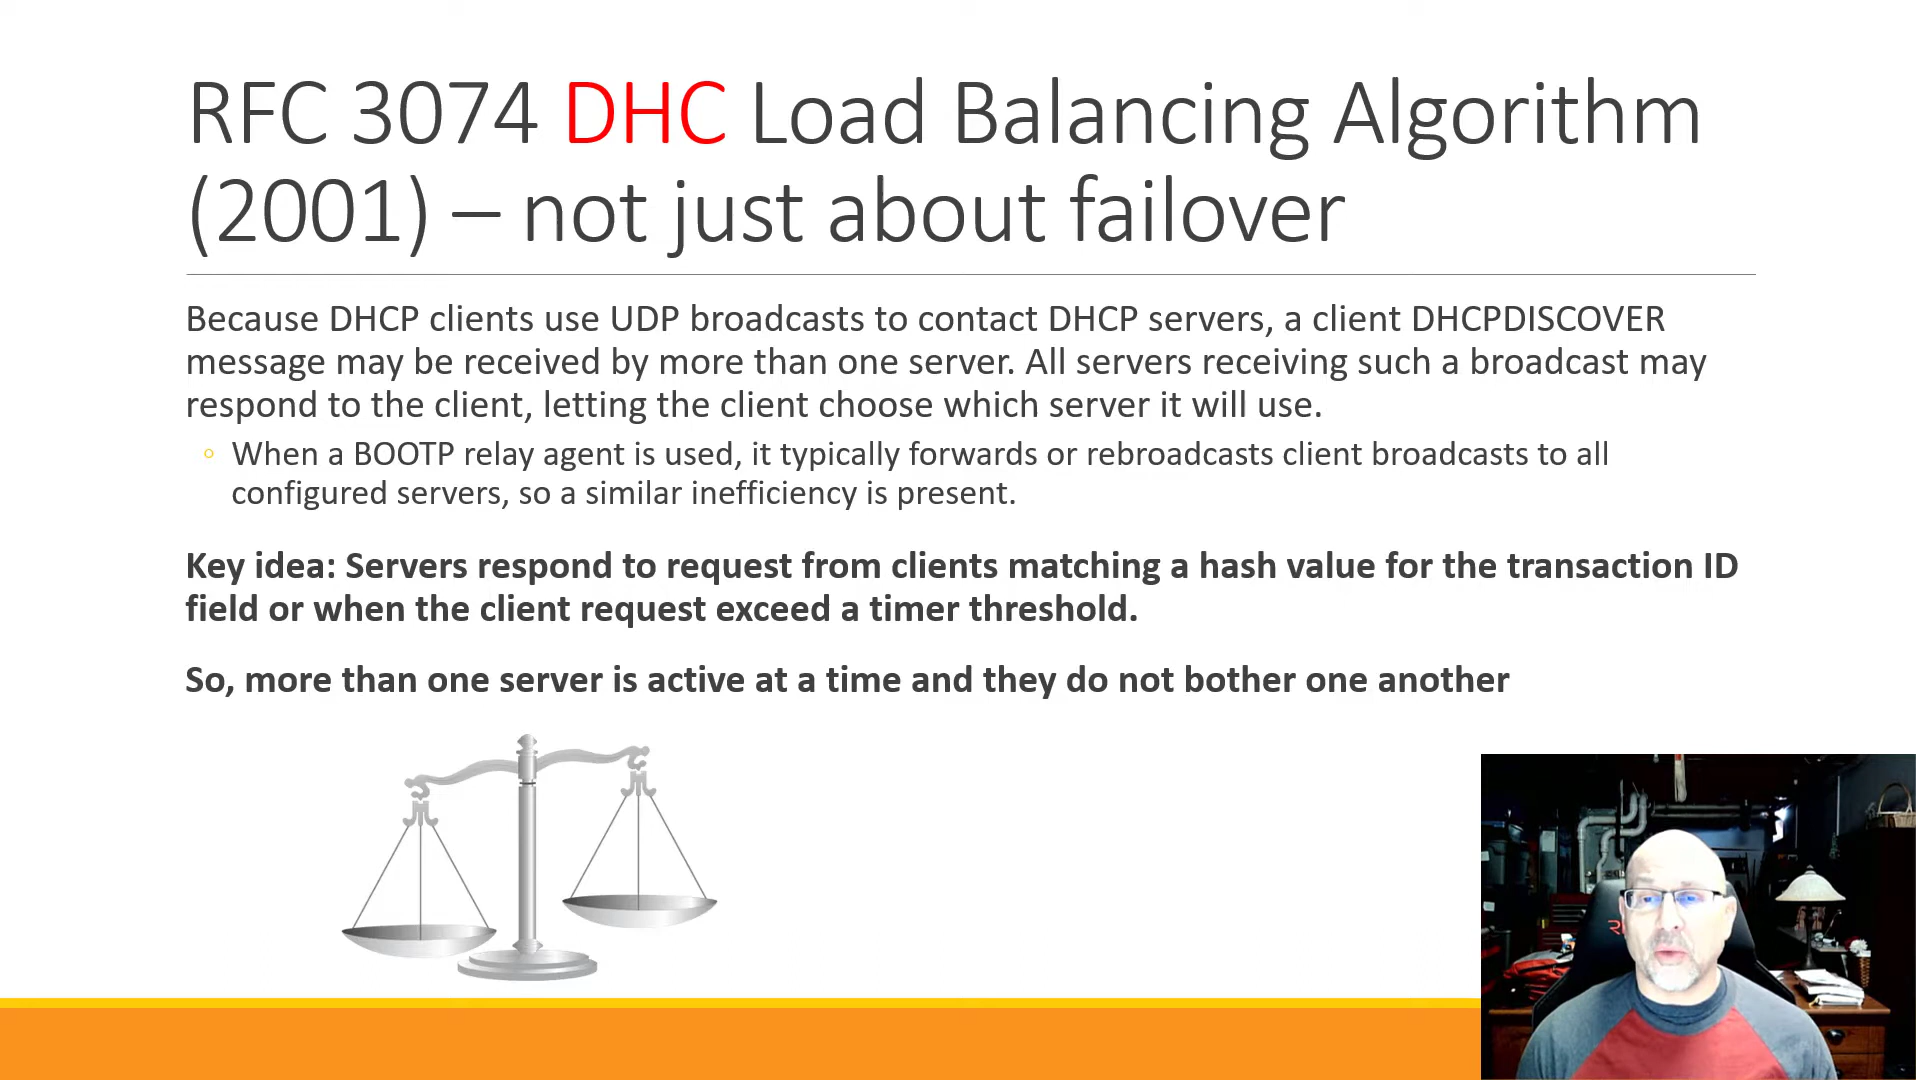 RFC 3074 DHC Load Balancing Algorithm
(2001) – not just about failover
Because DHCP clients use UDP broadcasts to contact DHCP servers, a client DHCPDISCOVER
message may be received by more than one server. All servers receiving such a broadcast may
respond to the client, letting the client choose which server it will use.
◦ When a BOOTP relay agent is used, it typically forwards or rebroadcasts client broadcasts to all
configured servers, so a similar inefficiency is present.
Key idea: Servers respond to request from clients matching a hash value for the transaction ID
field or when the client request exceed a timer threshold.
So, more than one server is active at a time and they do not bother one another